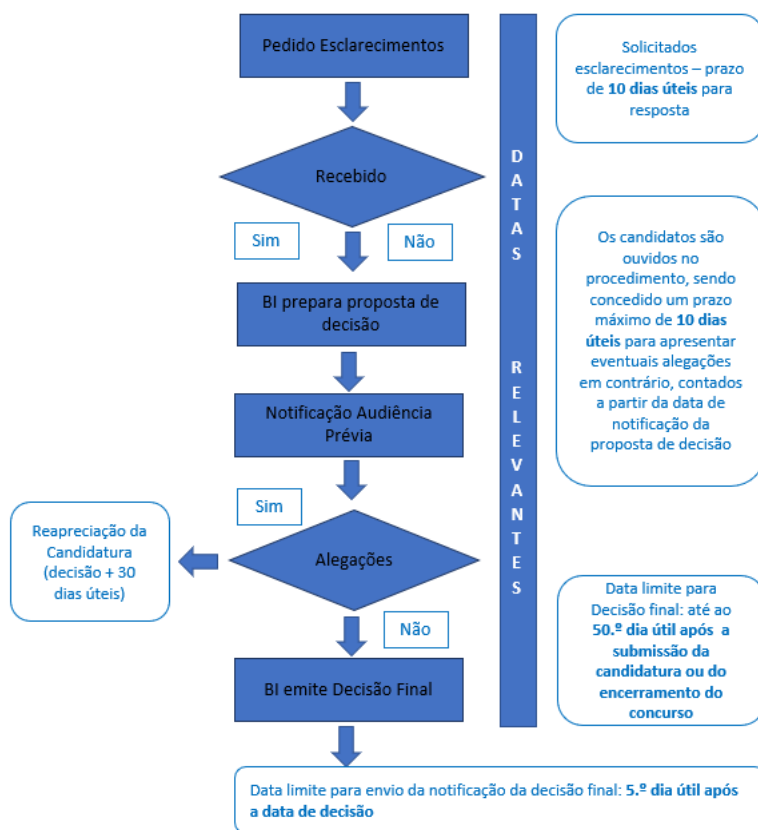 Pedido Esclarecimentos
Solicitados
esclarecimentos – prazo
de 10 dias úteis para
resposta
Recebido
Sim
Não
DATAS RELEVANTES
BI prepara proposta de
decisão
Os candidatos são
ouvidos no
procedimento, sendo
concedido um prazo
máximo de 10 dias
úteis para apresentar
eventuais alegações
em contrário, contados
a partir da data de
notificação da
proposta de decisão
Notificação Audiência
Prévia
Sim
Reapreciação da
Candidatura
(decisão + 30
dias úteis)
Alegações
Não
Data limite para
Decisão final: até ao
50.º dia útil após a
submissão da
candidatura ou do
encerramento do
concurso
BI emite Decisão Final
Data limite para envio da notificação da decisão final: 5.º dia útil após
a data de decisão